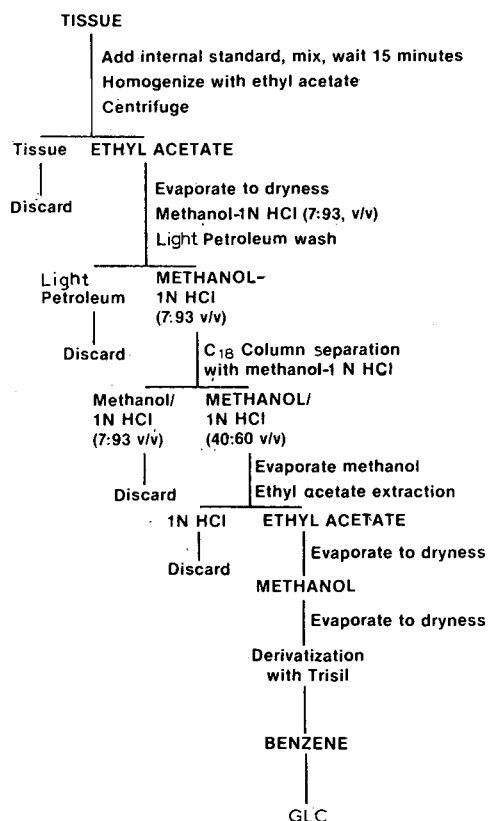 TISSUE
Add internal standard, mix, wait 15 minutes
Homogenize with ethyl acetate
Centrifuge
Tissue ETHYL ACETATE
Discard
Evaporate to dryness
Methanol-1N HCl (7:93, v/v)
Light Petroleum wash
Light
Petroleum
METHANOL-
1N HCl
(7:93 v/v)
Discard
C18 Column separation
with methanol-1 N HCl
Methanol/
1N HCl
(7:93 v/v)
METHANOL/
1N HCl
(40:60 v/v)
Discard
Evaporate methanol
Ethyl acetate extraction
1N HCl ETHYL ACETATE
Discard
Evaporate to dryness
METHANOL
Evaporate to dryness
Derivatization
with Trisil
BENZENE
GLC